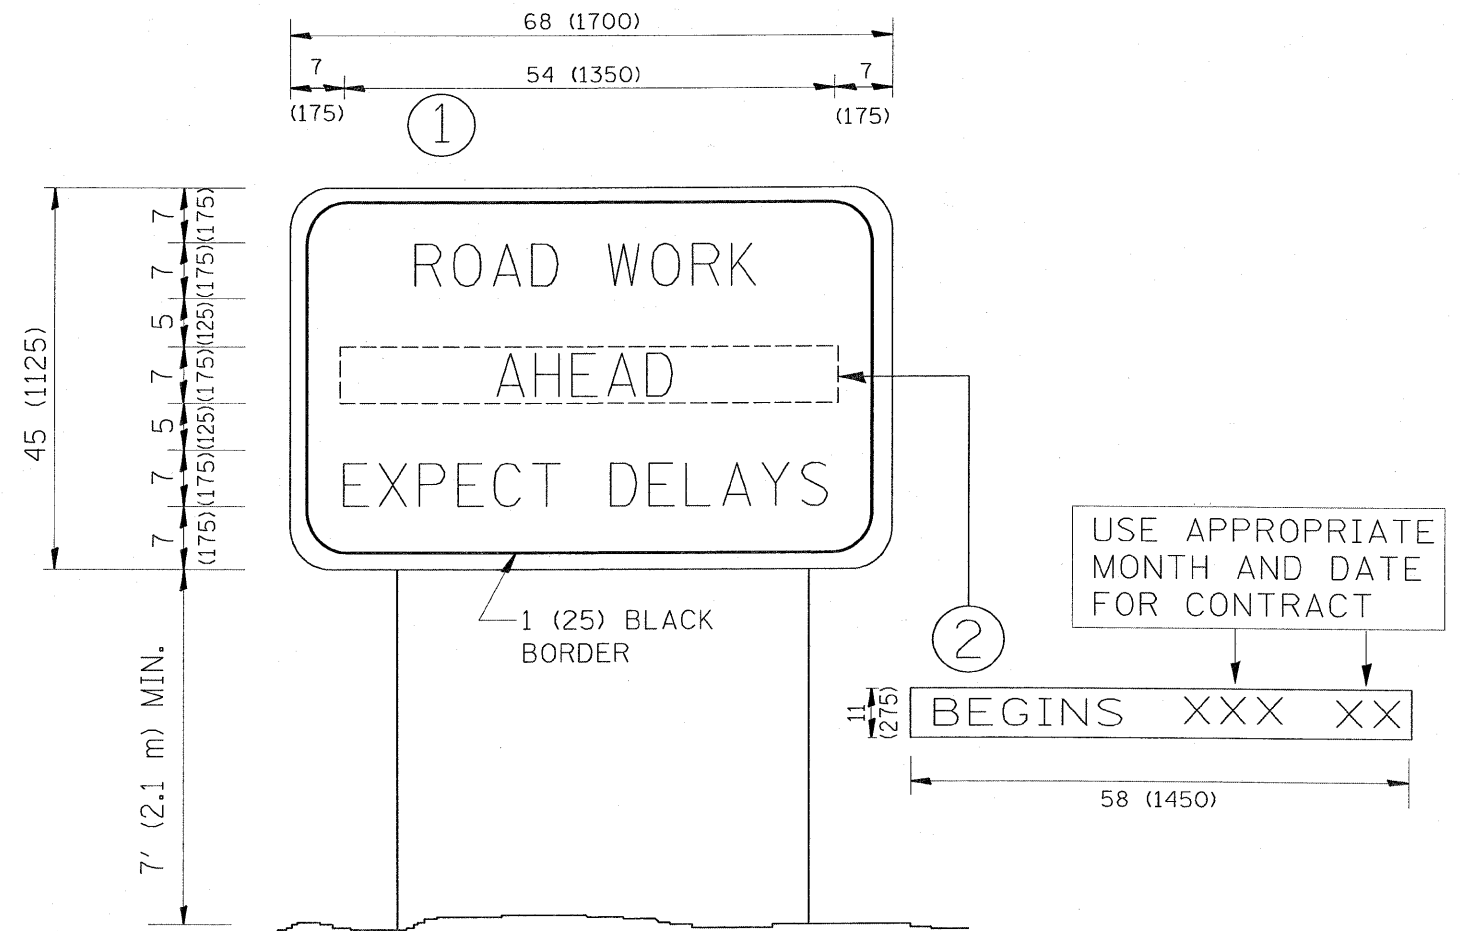 68 (1700)
7
54 (1350)
7
(175)
(175)
1
45 (1125)
7
(175)
7
(175)
5
(125)
7
(175)
5
(125)
7
(175)
7
(175)
ROAD WORK
AHEAD
EXPECT DELAYS
1 (25) BLACK
BORDER
7' (2.1 m) MIN.
USE APPROPRIATE
MONTH AND DATE
FOR CONTRACT
2
11
(275)
BEGINS XXX XX
58 (1450)